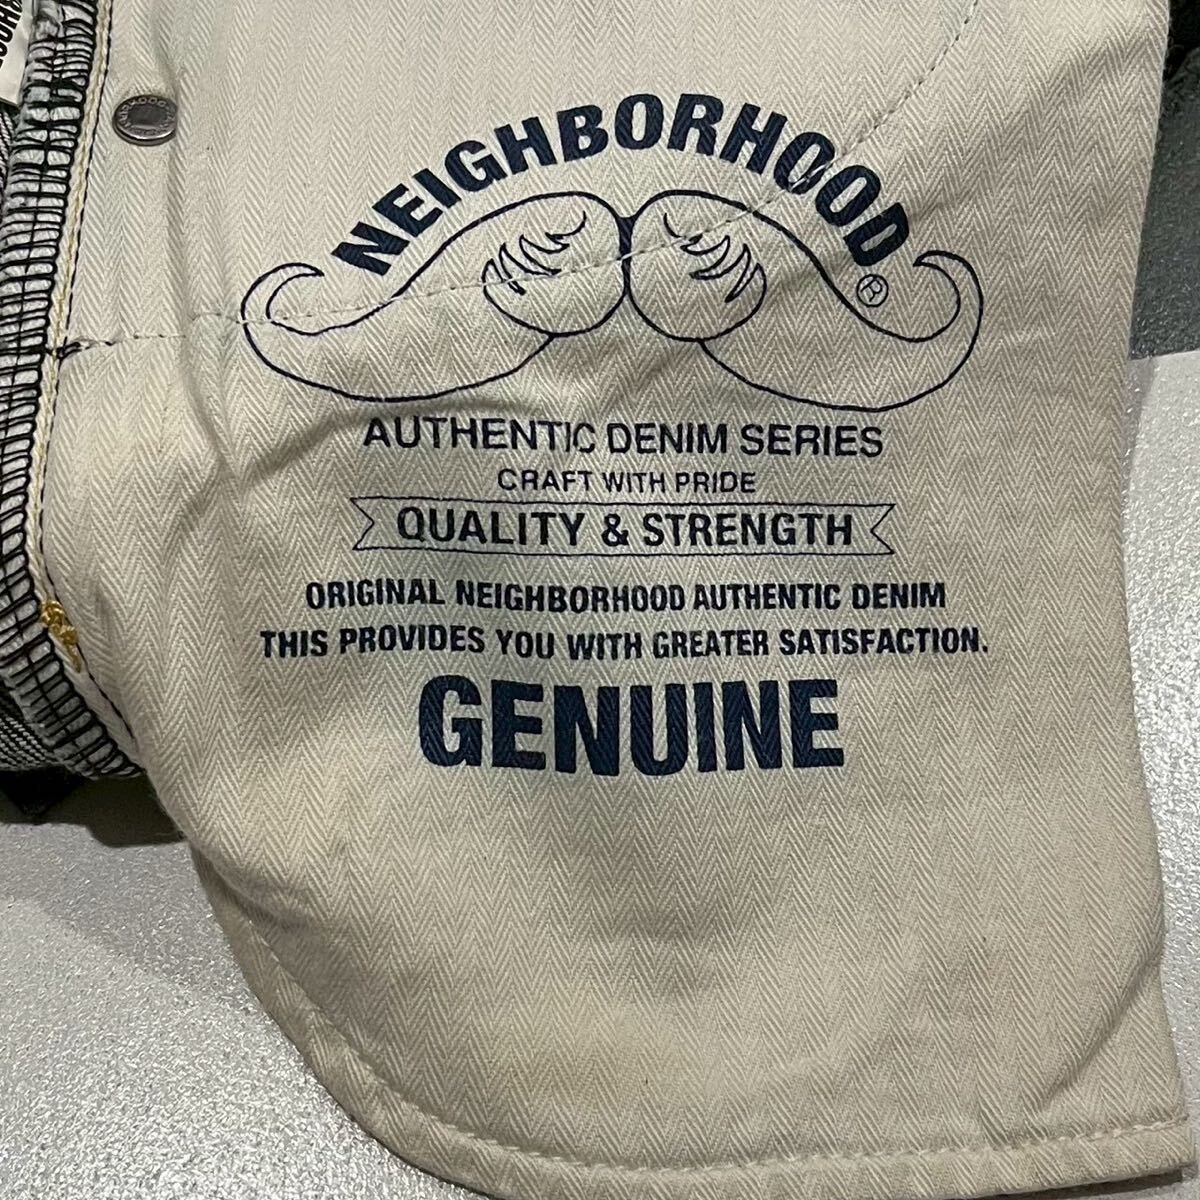 NEIGHBORHOOD®
AUTHENTIC DENIM SERIES
CRAFT WITH PRIDE
QUALITY & STRENGTH
ORIGINAL NEIGHBORHOOD AUTHENTIC DENIM
THIS PROVIDES YOU WITH GREATER SATISFACTION.
GENUINE